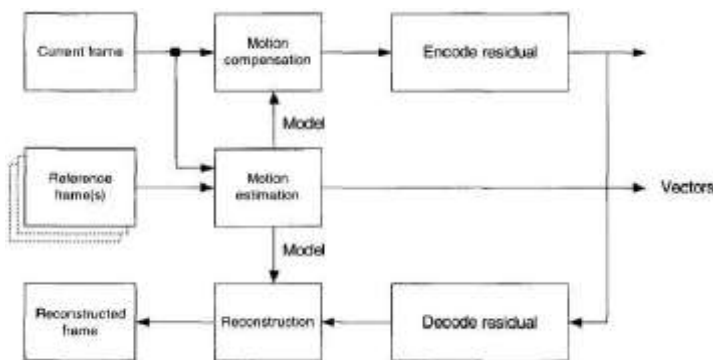 Current frame
Motion
compensation
Encode residual
Model
Reference
frame(s)
Motion
estimation
Vectors
Model
Reconstructed
frame
Reconstruction
Decode residual